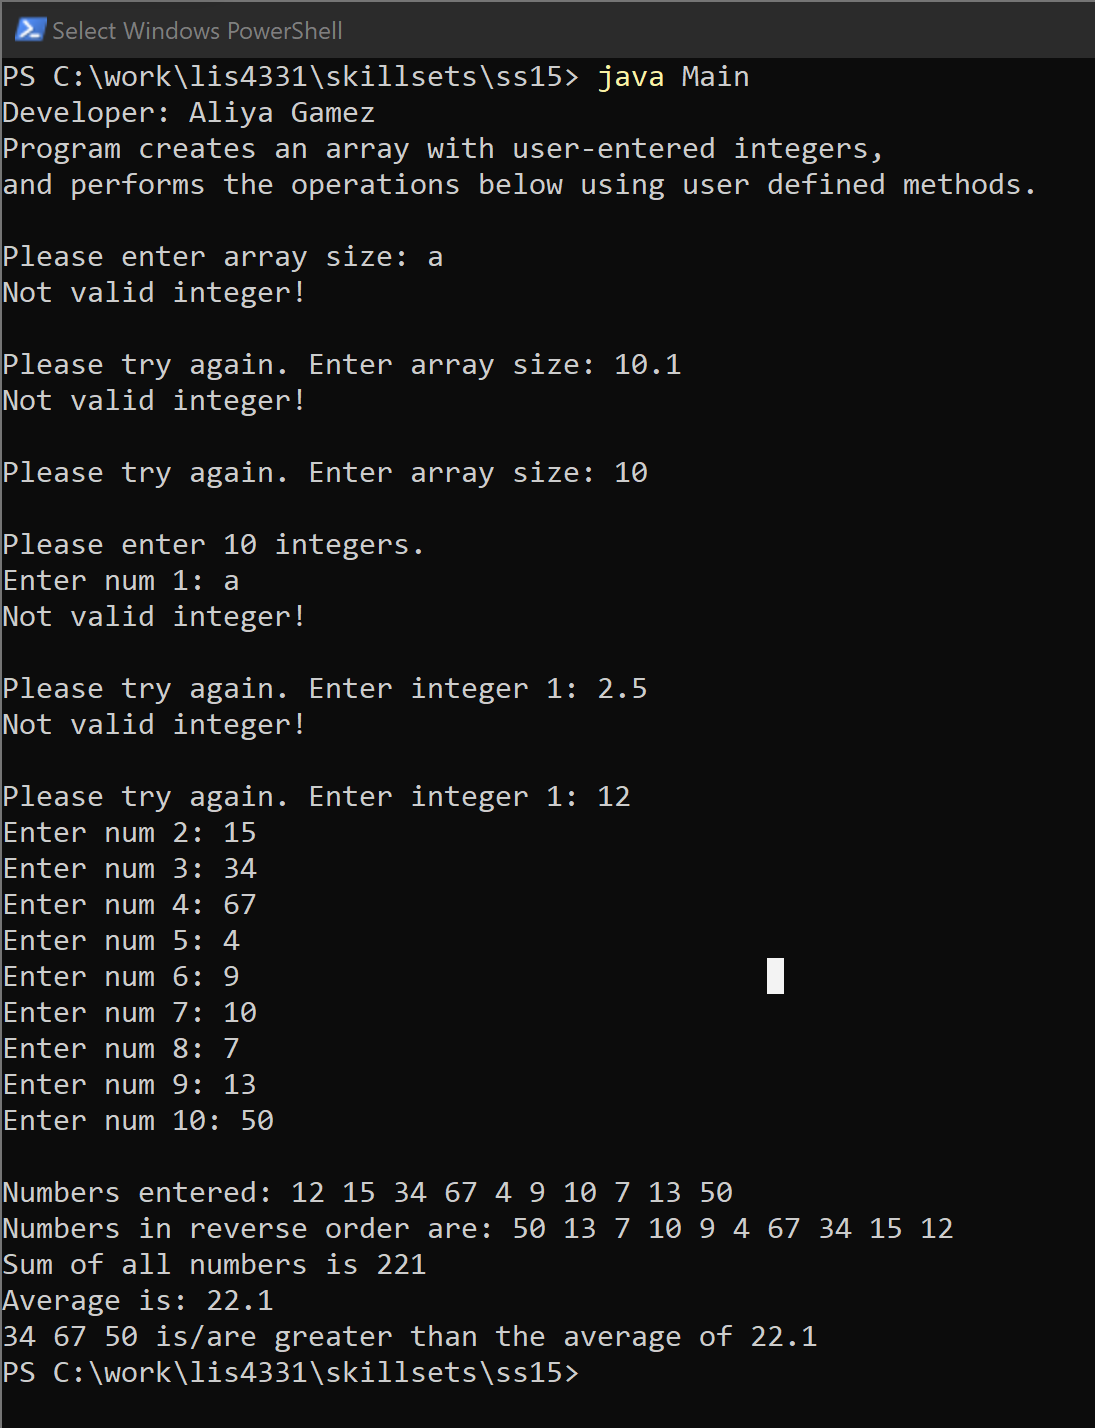 Select Windows PowerShell
PS C:\work\lis4331\skillsets\ss15> java Main
Developer: Aliya Gamez
Program creates an array with user-entered integers,
and performs the operations below using user defined methods.
Please enter array size: a
Not valid integer!
Please try again. Enter array size: 10.1
Not valid integer!
Please try again. Enter array size: 10
Please enter 10 integers.
Enter num 1: a
Not valid integer!
Please try again. Enter integer 1: 2.5
Not valid integer!
Please try again. Enter integer 1: 12
Enter num 2: 15
Enter num 3: 34
Enter num 4: 67
Enter num 5: 4
Enter num 6: 9
Enter num 7: 10
Enter num 8: 7
Enter num 9: 13
Enter num 10: 50
Numbers entered: 12 15 34 67 4 9 10 7 13 50
Numbers in reverse order are: 50 13 7 10 9 4 67 34 15 12
Sum of all numbers is 221
Average is: 22.1
34 67 50 is/are greater than the average of 22.1
PS C:\work\lis4331\skillsets\ss15>